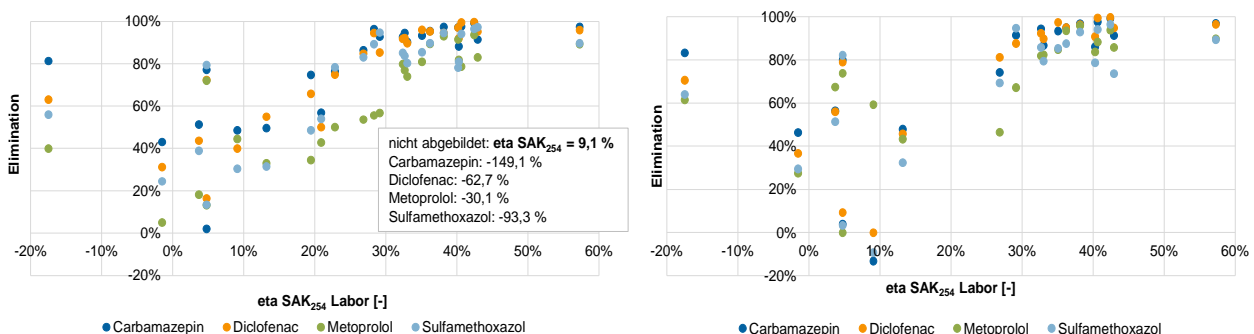 100%
80%
60%
40%
20%
0%
-20%
Elimination
-20%
-10%
0%
10%
20%
30%
40%
50%
60%
eta SAK254 Labor [-]
nicht abgebildet: eta SAK254 = 9,1 %
Carbamazepin: -149,1 %
Diclofenac: -62,7 %
Metoprolol: -30,1 %
Sulfamethoxazol: -93,3 %
Carbamazepin
Diclofenac
Metoprolol
Sulfamethoxazol
100%
80%
60%
40%
20%
0%
-20%
Elimination
-20%
-10%
0%
10%
20%
30%
40%
50%
60%
eta SAK254 Labor [-]
Carbamazepin
Diclofenac
Metoprolol
Sulfamethoxazol